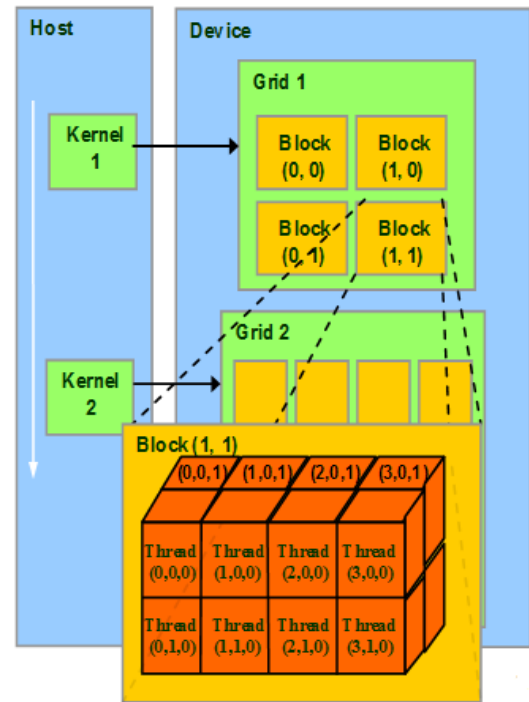 Host
Device
Grid 1
Kernel
1
Block
(0, 0)
Block
(1, 0)
Block
(0, 1)
Block
(1, 1)
Grid 2
Kernel
2
Block (1, 1)
(0,0,1)
(1,0,1)
(2,0,1)
(3,0,1)
Thread
(0,0,0)
Thread
(1,0,0)
Thread
(2,0,0)
Thread
(3,0,0)
Thread
(0,1,0)
Thread
(1,1,0)
Thread
(2,1,0)
Thread
(3,1,0)